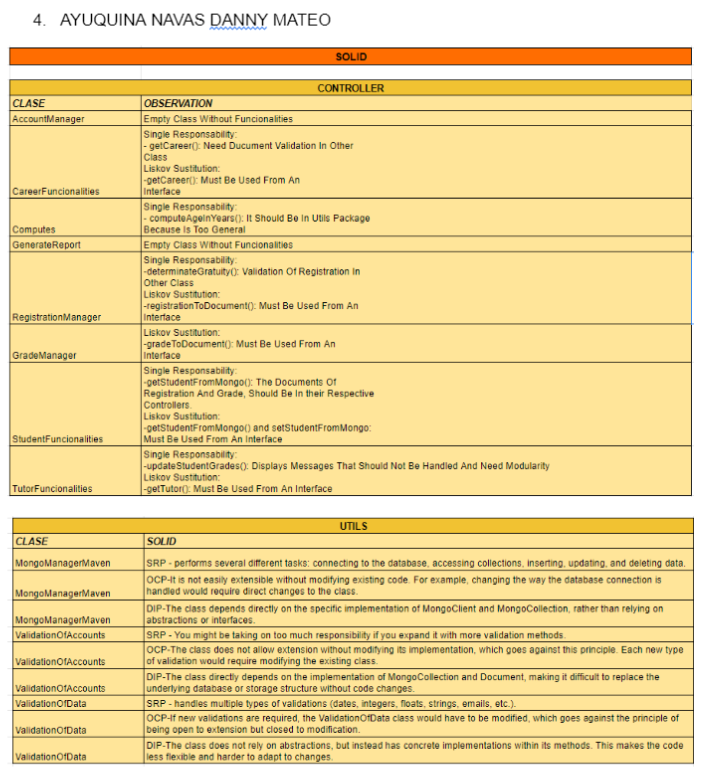 4. AYUQUINA NAVAS DANNY MATEO
SOLID
CONTROLLER
CLASE OBSERVATION
AccountManager Empty Class Without Funcionalities
Single Responsability:
- getCareer(): Need Ducument Validation In Other
Class
Liskov Sustitution:
-getCareer(): Must Be Used From An
CareerFuncionalities Interface
Single Responsability:
- computeAgeInYears(): It Should Be In Utils Package
Computes Because Is Too General
GenerateReport Empty Class Without Funcionalities
Single Responsability:
-determinateGratuity(): Validation Of Registration In
Other Class
Liskov Sustitution:
-registrationToDocument(): Must Be Used From An
RegistrationManager Interface
Liskov Sustitution:
-gradeToDocument(): Must Be Used From An
GradeManager Interface
Single Responsability:
-getStudentFromMongo(): The Documents Of
Registration And Grade, Should Be In their Respective
Controllers.
Liskov Sustitution:
-getStudentFromMongo() and setStudentFromMongo:
StudentFuncionalities Must Be Used From An Interface
Single Responsability:
-updateStudentGrades(): Displays Messages That Should Not Be Handled And Need Modularity
Liskov Sustitution:
TutorFuncionalities -getTutor(): Must Be Used From An Interface
UTILS
CLASE SOLID
MongoManagerMaven SRP - performs several different tasks: connecting to the database, accessing collections, inserting, updating, and deleting data.
OCP-It is not easily extensible without modifying existing code. For example, changing the way the database connection is
MongoManagerMaven handled would require direct changes to the class.
DIP-The class depends directly on the specific implementation of MongoClient and MongoCollection, rather than relying on
MongoManagerMaven abstractions or interfaces.
ValidationOfAccounts SRP - You might be taking on too much responsibility if you expand it with more validation methods.
OCP-The class does not allow extension without modifying its implementation, which goes against this principle. Each new type
ValidationOfAccounts of validation would require modifying the existing class.
DIP-The class directly depends on the implementation of MongoCollection and Document, making it difficult to replace the
ValidationOfAccounts underlying database or storage structure without code changes.
ValidationOfData SRP - handles multiple types of validations (dates, integers, floats, strings, emails, etc.).
OCP-If new validations are required, the ValidationOfData class would have to be modified, which goes against the principle of
ValidationOfData being open to extension but closed to modification.
DIP-The class does not rely on abstractions, but instead has concrete implementations within its methods. This makes the code
ValidationOfData less flexible and harder to adapt to changes.